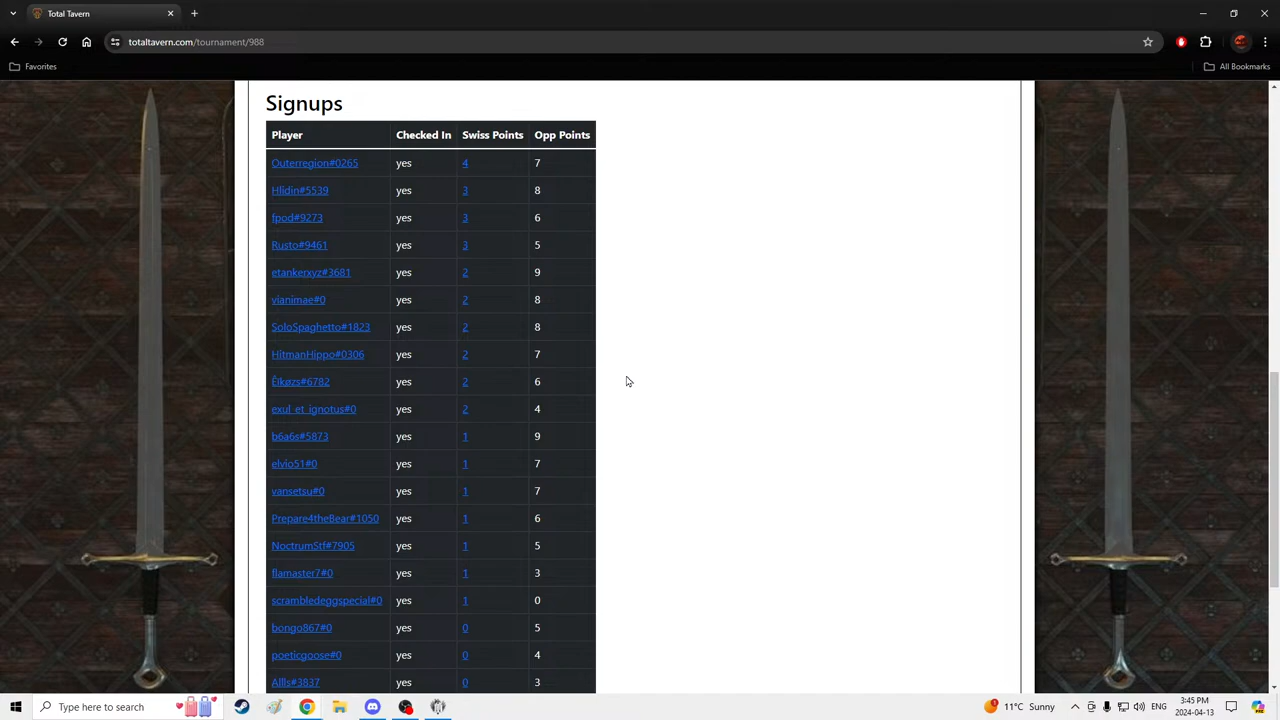 Total Tavern
totaltavern.com/tournament/988
Favorites
All Bookmarks
Signups
Player Checked In Swiss Points Opp Points
Outerregion#0265 yes 4 7
Hlídin#5539 yes 3 8
fpod#9273 yes 3 6
Rusto#9461 yes 3 5
etankerxyz#3681 yes 2 9
vianimae#0 yes 2 8
SoloSpaghetto#1823 yes 2 8
HitmanHippo#0306 yes 2 7
Êîkøzs#6782 yes 2 6
exul_et_ignotus#0 yes 2 4
b6a6s#5873 yes 1 9
elvio51#0 yes 1 7
vansetsu#0 yes 1 7
Prepare4theBear#1050 yes 1 6
NoctrumStf#7905 yes 1 5
flamaster7#0 yes 1 3
scrambledeggspecial#0 yes 1 0
bongo867#0 yes 0 5
poeticgoose#0 yes 0 4
Allls#3837 yes 0 3
Type here to search
11°C Sunny
ENG
3:45 PM
2024-04-13